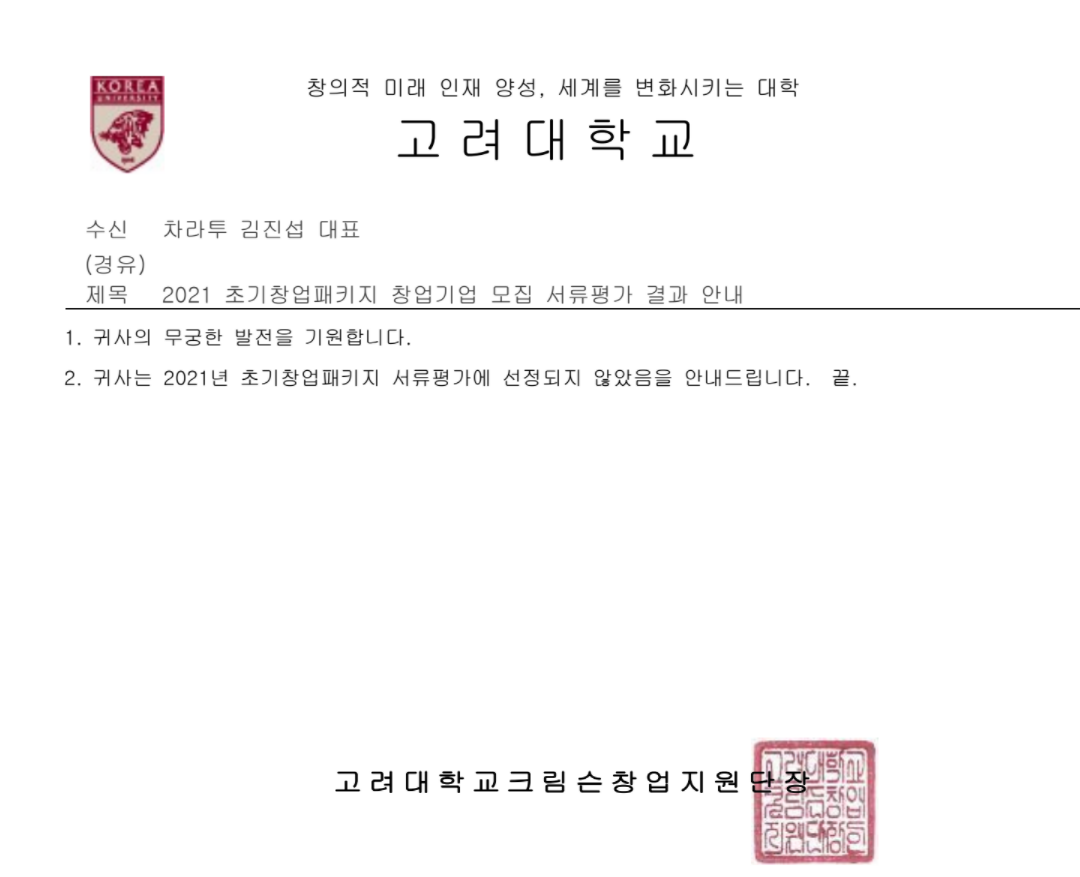 KOREA
UNIVERSITY
창의적 미래 인재 양성, 세계를 변화시키는 대학
고려대학교
수신 차라투 김진섭 대표
(경유)
제목 2021 초기창업패키지 창업기업 모집 서류평가 결과 안내
1. 귀사의 무궁한 발전을 기원합니다.
2. 귀사는 2021년 초기창업패키지 서류평가에 선정되지 않았음을 안내드립니다. 끝.
고려대학교크림슨창업지원단장